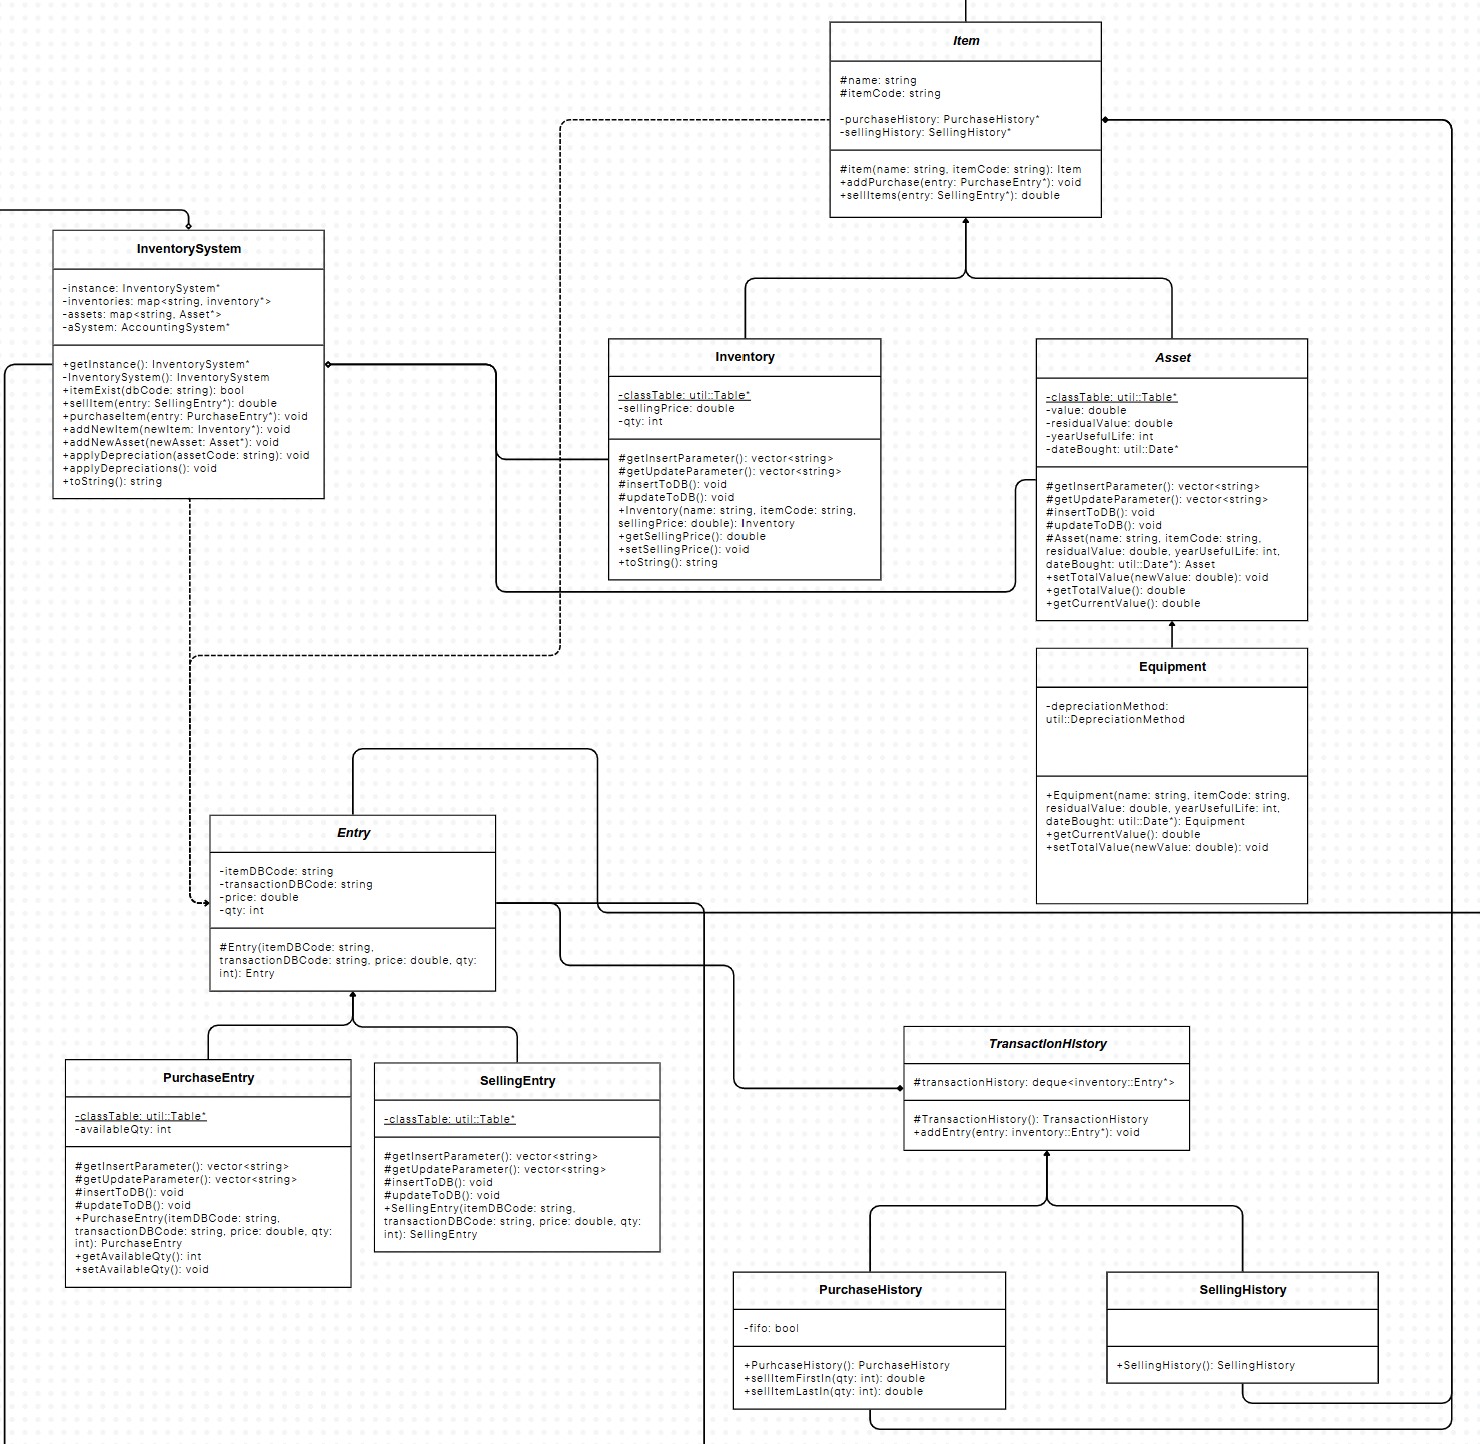 Item
#name: string
#itemCode: string
-purchaseHistory: PurchaseHistory*
-sellingHistory: SellingHistory*
#item(name: string, itemCode: string): Item
+addPurchase(entry: PurchaseEntry*): void
+sellItems(entry: SellingEntry*): double
InventorySystem
-instance: InventorySystem*
-inventories: map<string, inventory*>
-assets: map<string, Asset*>
-aSystem: AccountingSystem*
+getInstance(): InventorySystem*
-InventorySystem(): InventorySystem
+itemExist(dbCode: string): bool
+sellItem(entry: SellingEntry*): double
+purchaseItem(entry: PurchaseEntry*): void
+addNewItem(newItem: Inventory*): void
+addNewAsset(newAsset: Asset*): void
+applyDepreciation(assetCode: string): void
+applyDepreciations(): void
+toString(): string
Inventory
-classTable: util::Table*
-sellingPrice: double
-qty: int
#getInsertParameter(): vector<string>
#getUpdateParameter(): vector<string>
#insertToDB(): void
#updateToDB(): void
+Inventory(name: string, itemCode: string,
sellingPrice: double): Inventory
+getSellingPrice(): double
+setSellingPrice(): void
+toString(): string
Asset
-classTable: util::Table*
-value: double
-residualValue: double
-yearUsefulLife: int
-dateBought: util::Date*
#getInsertParameter(): vector<string>
#getUpdateParameter(): vector<string>
#insertToDB(): void
#updateToDB(): void
#Asset(name: string, itemCode: string,
residualValue: double, yearUsefulLife: int,
dateBought: util::Date*): Asset
+setTotalValue(newValue: double): void
+getTotalValue(): double
+getCurrentValue(): double
Equipment
-depreciationMethod:
util::DepreciationMethod
+Equipment(name: string, itemCode: string,
residualValue: double, yearUsefulLife: int,
dateBought: util::Date*): Equipment
+getCurrentValue(): double
+setTotalValue(newValue: double): void
Entry
-itemDBCode: string
-transactionDBCode: string
-price: double
-qty: int
#Entry(itemDBCode: string,
transactionDBCode: string, price: double, qty:
int): Entry
PurchaseEntry
-classTable: util::Table*
-availableQty: int
#getInsertParameter(): vector<string>
#getUpdateParameter(): vector<string>
#insertToDB(): void
#updateToDB(): void
+PurchaseEntry(itemDBCode: string,
transactionDBCode: string, price: double, qty:
int): PurchaseEntry
+getAvailableQty(): int
+setAvailableQty(): void
SellingEntry
-classTable: util::Table*
#getInsertParameter(): vector<string>
#getUpdateParameter(): vector<string>
#insertToDB(): void
#updateToDB(): void
+SellingEntry(itemDBCode: string,
transactionDBCode: string, price: double, qty:
int): SellingEntry
TransactionHistory
#transactionHistory: deque<inventory::Entry*>
#TransactionHistory(): TransactionHistory
+addEntry(entry: inventory::Entry*): void
PurchaseHistory
-fifo: bool
+PurhcaseHistory(): PurchaseHistory
+sellItemFirstIn(qty: int): double
+sellItemLastIn(qty: int): double
SellingHistory
+SellingHistory(): SellingHistory